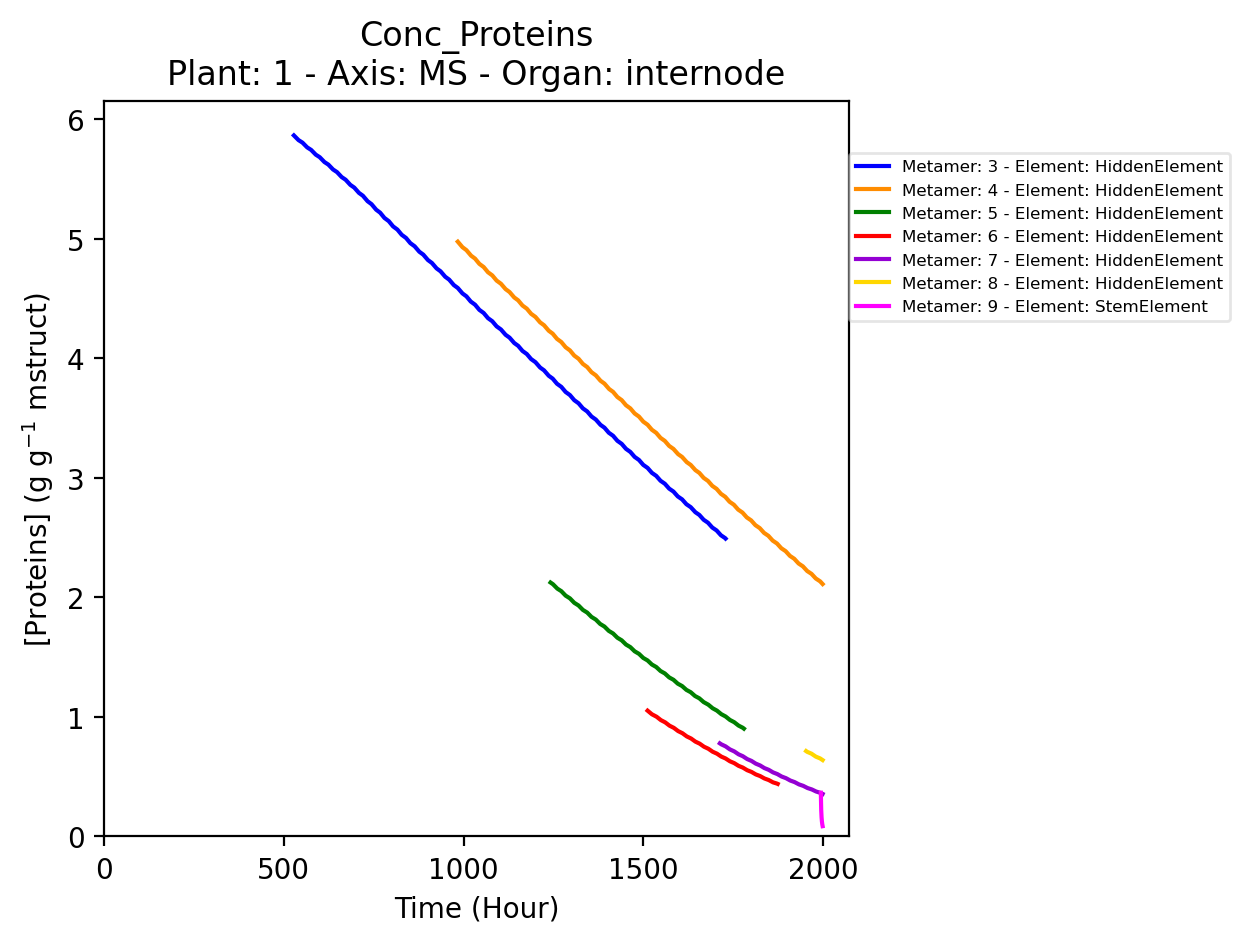 Conc_Proteins
Plant: 1 - Axis: MS - Organ: internode
6
5
4
3
2
1
0
[Proteins] (g g⁻¹ mstruct)
0 500 1000 1500 2000
Time (Hour)
Metamer: 3 - Element: HiddenElement
Metamer: 4 - Element: HiddenElement
Metamer: 5 - Element: HiddenElement
Metamer: 6 - Element: HiddenElement
Metamer: 7 - Element: HiddenElement
Metamer: 8 - Element: HiddenElement
Metamer: 9 - Element: StemElement